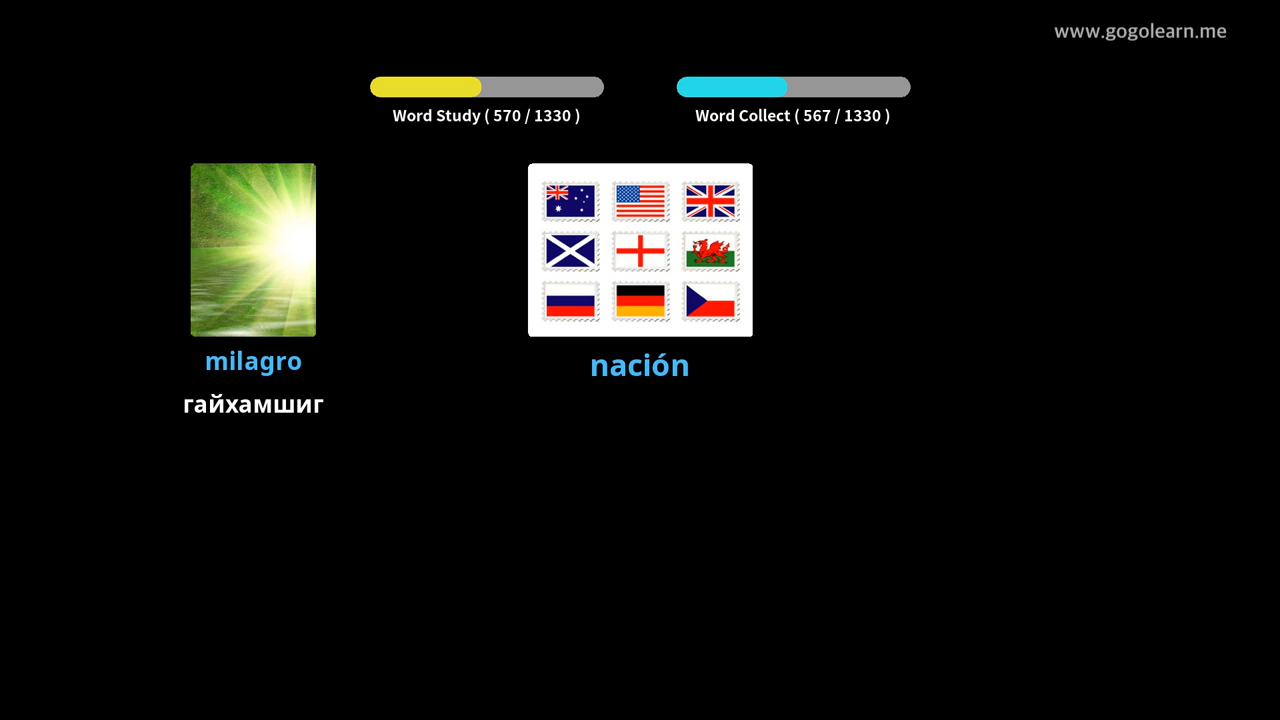 www.gogolearn.me
Word Study ( 570 / 1330 )
Word Collect ( 567 / 1330 )
milagro
гайхамшиг
nación